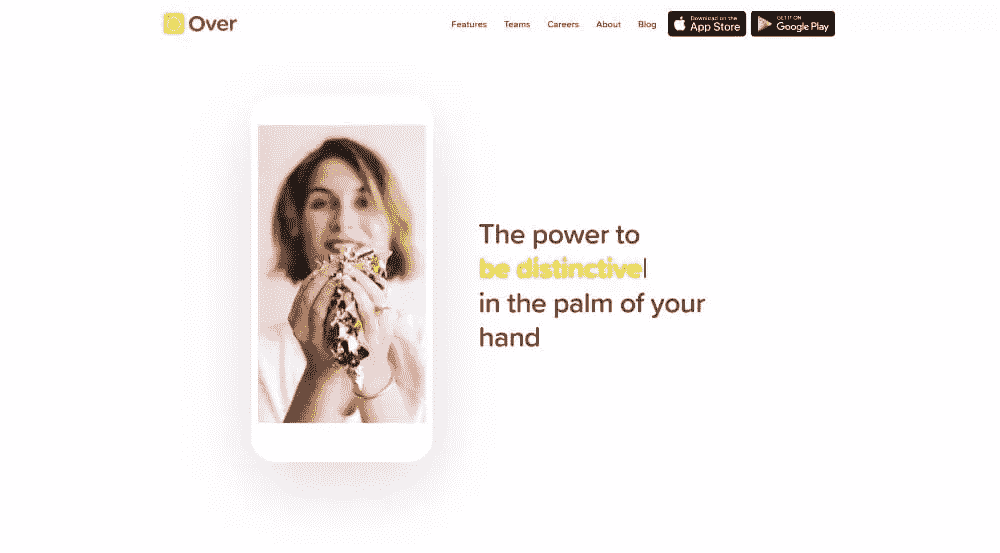 Over
Features Teams Careers About Blog
Download on the
App Store
GET IT ON
Google Play
The power to
be distinctive
in the palm of your
hand